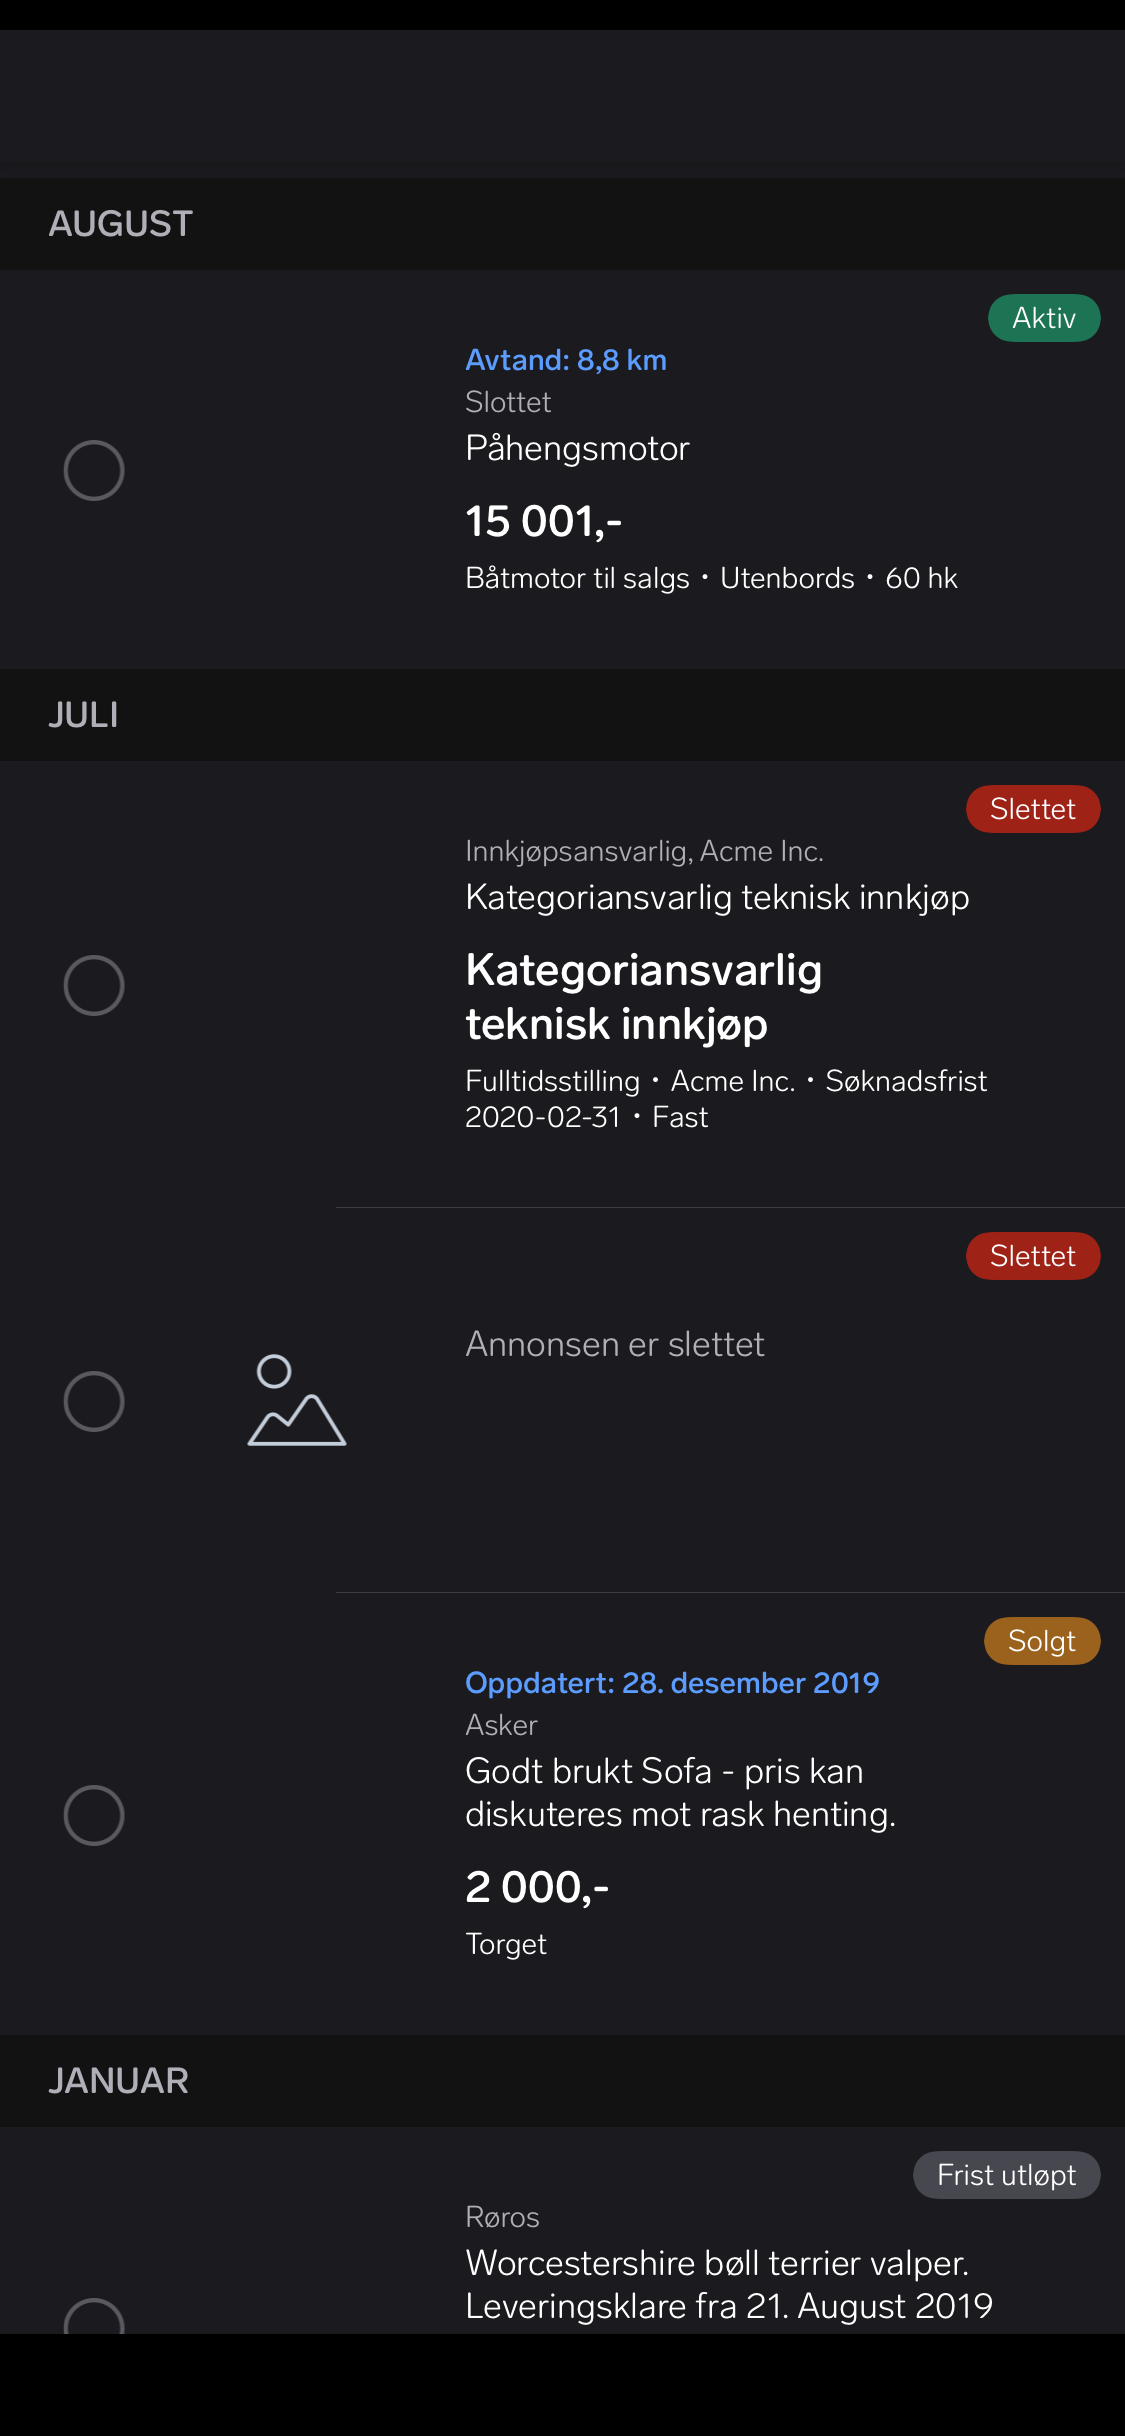 AUGUST
Aktiv
Avtand: 8,8 km
Slottet
Påhengsmotor
15 001,-
Båtmotor til salgs • Utenbords • 60 hk
JULI
Slettet
Innkjøpsansvarlig, Acme Inc.
Kategoriansvarlig teknisk innkjøp
Kategoriansvarlig
teknisk innkjøp
Fulltidsstilling • Acme Inc. • Søknadsfrist
2020-02-31 • Fast
Slettet
Annonsen er slettet
Solgt
Oppdatert: 28. desember 2019
Asker
Godt brukt Sofa - pris kan
diskuteres mot rask henting.
2 000,-
Torget
JANUAR
Frist utløpt
Røros
Worcestershire bøll terrier valper.
Leveringsklare fra 21. August 2019